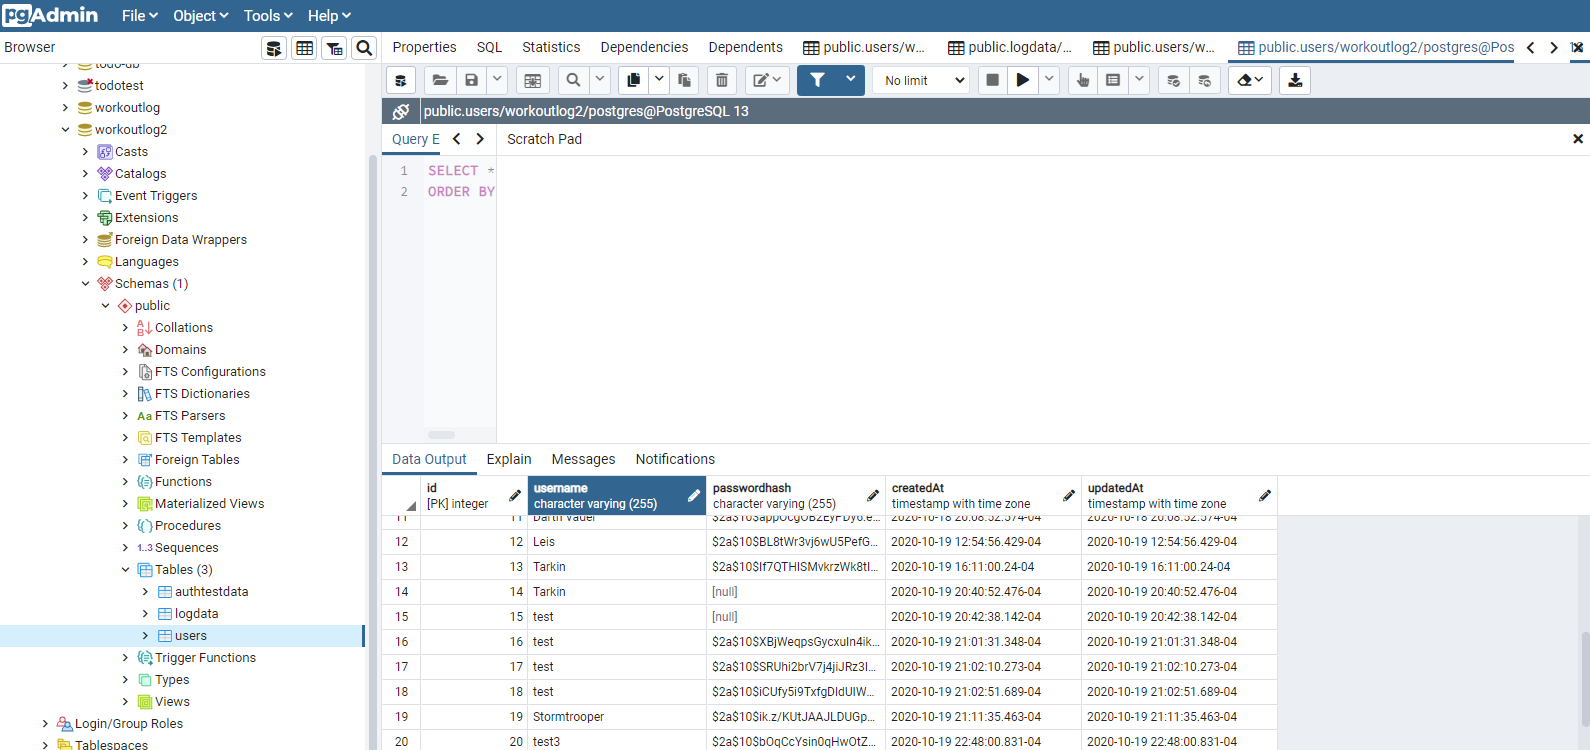 pgAdmin File Object Tools Help
Browser
Properties SQL Statistics Dependencies Dependents public.users/w... public.logdata/... public.users/w... public.users/workoutlog2/postgres@Pos
todo-db
todotest
workoutlog
workoutlog2
Casts
Catalogs
Event Triggers
Extensions
Foreign Data Wrappers
Languages
Schemas (1)
public
Collations
Domains
FTS Configurations
FTS Dictionaries
Aa FTS Parsers
FTS Templates
Foreign Tables
Functions
Materialized Views
Procedures
1..3 Sequences
Tables (3)
authtestdata
logdata
users
Trigger Functions
Types
Views
Login/Group Roles
Tablespaces
No limit
public.users/workoutlog2/postgres@PostgreSQL 13
Query E Scratch Pad
1 SELECT *
2 ORDER BY
Data Output Explain Messages Notifications
id username passwordhash createdAt updatedAt
[PK] integer character varying (255) character varying (255) timestamp with time zone timestamp with time zone
11 11 Darth Vader 2020-10-18 20:08:52.574-04 2020-10-18 20:08:52.574-04
12 12 Leis $2a$10$BL8tWr3vj6wU5PefG... 2020-10-19 12:54:56.429-04 2020-10-19 12:54:56.429-04
13 13 Tarkin $2a$10$If7QTHISMvkrzWk8tI... 2020-10-19 16:11:00.24-04 2020-10-19 16:11:00.24-04
14 14 Tarkin [null] 2020-10-19 20:40:52.476-04 2020-10-19 20:40:52.476-04
15 15 test [null] 2020-10-19 20:42:38.142-04 2020-10-19 20:42:38.142-04
16 16 test $2a$10$XBjWeqpsGycxuIn4ik... 2020-10-19 21:01:31.348-04 2020-10-19 21:01:31.348-04
17 17 test $2a$10$SRUhi2brV7j4jiJRz3I... 2020-10-19 21:02:10.273-04 2020-10-19 21:02:10.273-04
18 18 test $2a$10$iCUfy5i9TxfgDIdUIW... 2020-10-19 21:02:51.689-04 2020-10-19 21:02:51.689-04
19 19 Stormtrooper $2a$10$ik.z/KUtJAAJLDUGp... 2020-10-19 21:11:35.463-04 2020-10-19 21:11:35.463-04
20 20 test3 $2a$10$bOqCcYsin0qHwOtZ... 2020-10-19 22:48:00.831-04 2020-10-19 22:48:00.831-04